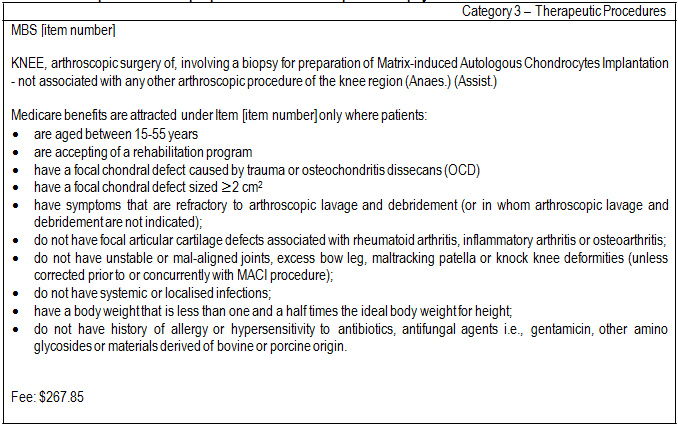 Category 3 – Therapeutic Procedures
MBS [item number]
KNEE, arthroscopic surgery of, involving a biopsy for preparation of Matrix-induced Autologous Chondrocytes Implantation
- not associated with any other arthroscopic procedure of the knee region (Anaes.) (Assist.)
Medicare benefits are attracted under Item [item number] only where patients:
• are aged between 15-55 years
• are accepting of a rehabilitation program
• have a focal chondral defect caused by trauma or osteochondritis dissecans (OCD)
• have a focal chondral defect sized ≥2 cm²
• have symptoms that are refractory to arthroscopic lavage and debridement (or in whom arthroscopic lavage and
debridement are not indicated);
• do not have focal articular cartilage defects associated with rheumatoid arthritis, inflammatory arthritis or osteoarthritis;
• do not have unstable or mal-aligned joints, excess bow leg, maltracking patella or knock knee deformities (unless
corrected prior to or concurrently with MACI procedure);
• do not have systemic or localised infections;
• have a body weight that is less than one and a half times the ideal body weight for height;
• do not have history of allergy or hypersensitivity to antibiotics, antifungal agents i.e., gentamicin, other amino
glycosides or materials derived of bovine or porcine origin.
Fee: $267.85